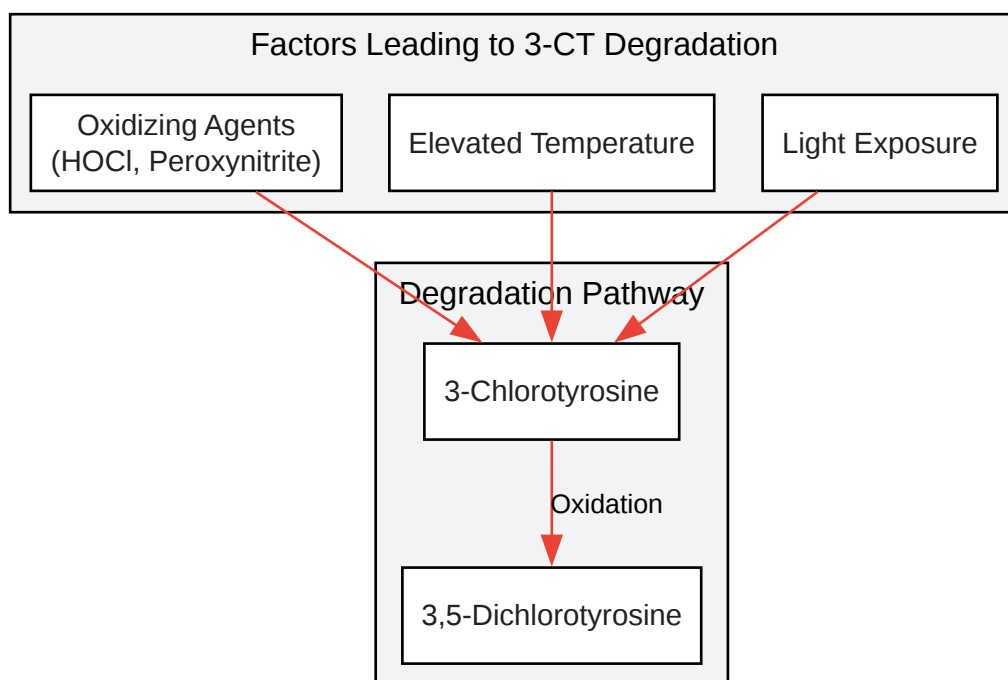 Factors Leading to 3-CT Degradation
Oxidizing Agents
(HOCl, Peroxynitrite)
Elevated Temperature
Light Exposure
Degradation Pathway
3-Chlorotyrosine
Oxidation
3,5-Dichlorotyrosine